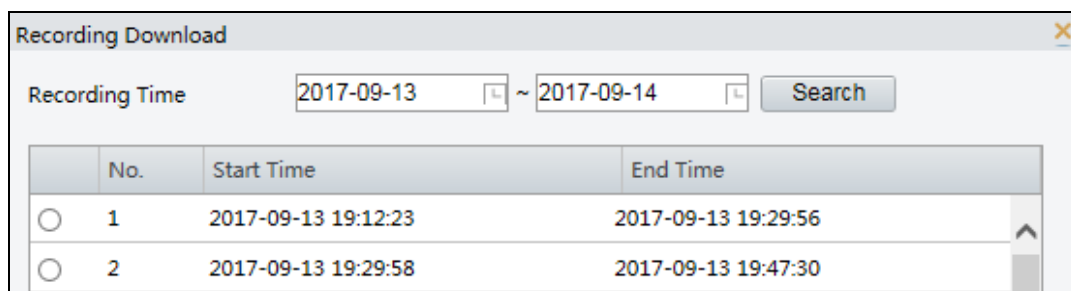 Recording Download
Recording Time 2017-09-13 ~ 2017-09-14 Search
No. Start Time End Time
1 2017-09-13 19:12:23 2017-09-13 19:29:56
2 2017-09-13 19:29:58 2017-09-13 19:47:30